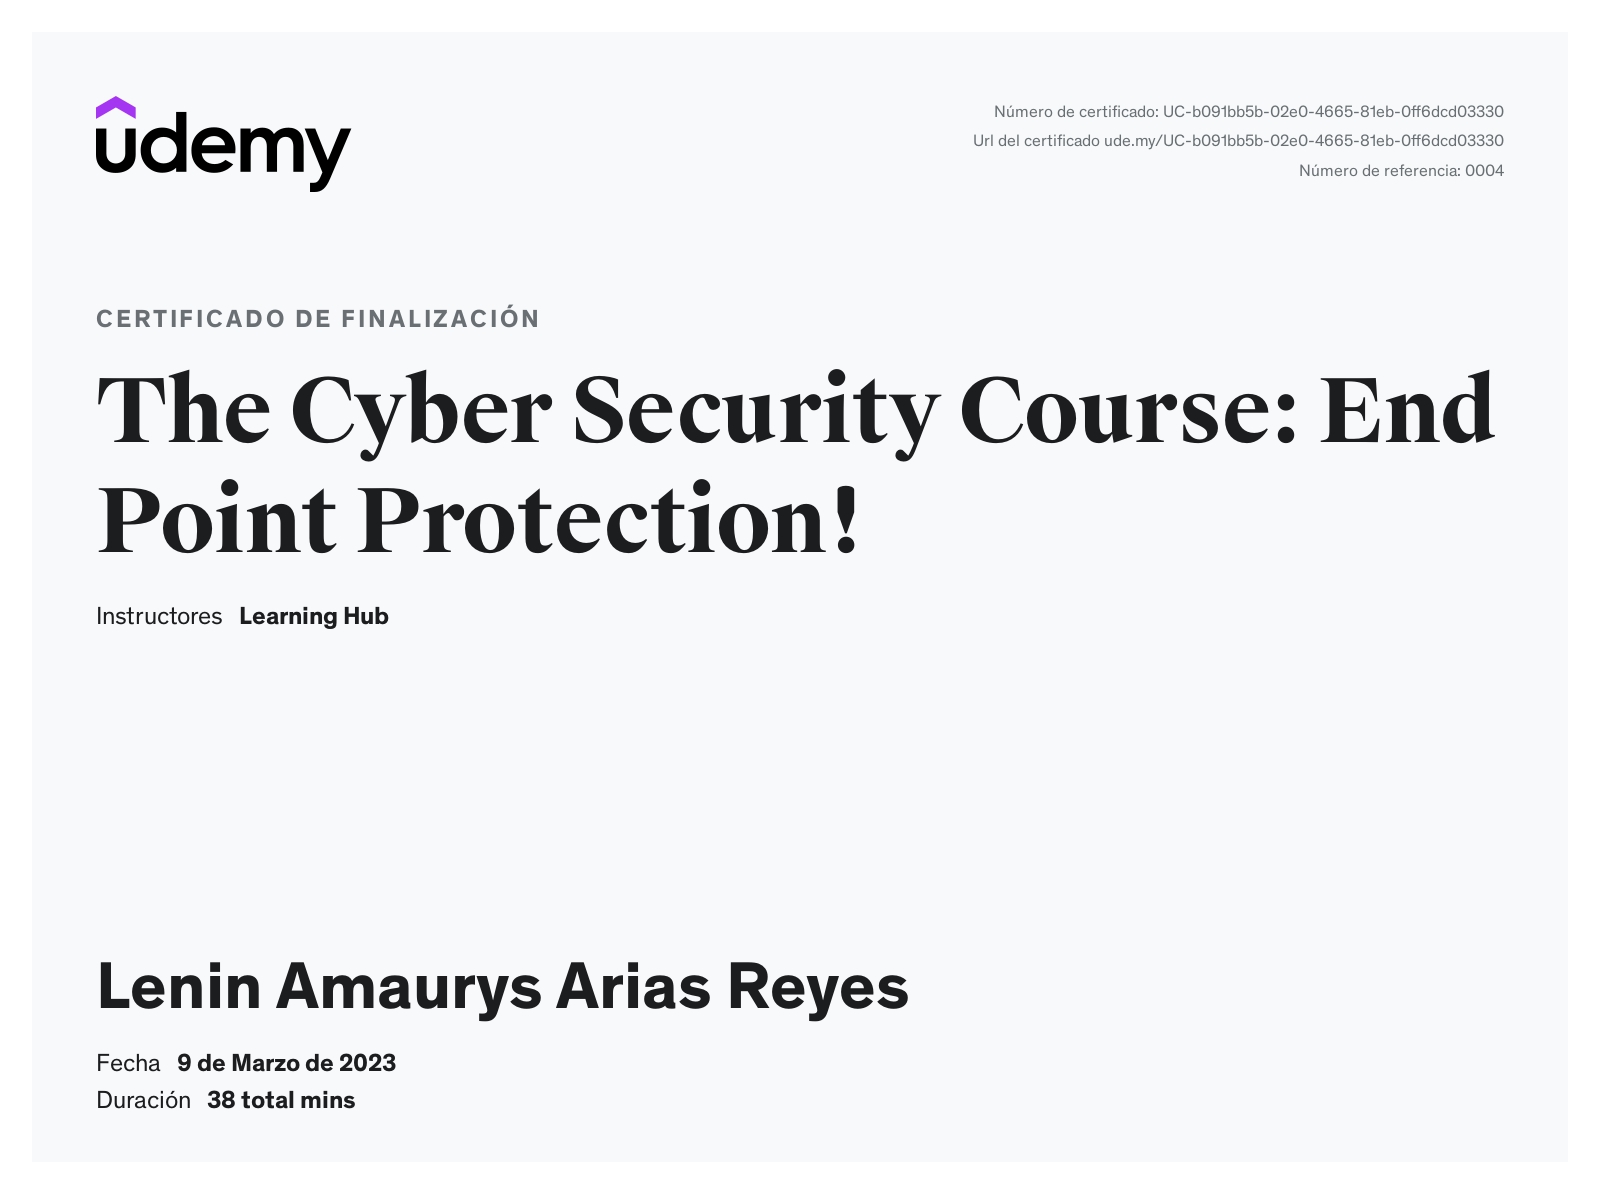 udemy
Número de certificado: UC-b091bb5b-02e0-4665-81eb-0ff6dcd03330
Url del certificado ude.my/UC-b091bb5b-02e0-4665-81eb-0ff6dcd03330
Número de referencia: 0004
CERTIFICADO DE FINALIZACIÓN
The Cyber Security Course: End
Point Protection!
Instructores Learning Hub
Lenin Amaurys Arias Reyes
Fecha 9 de Marzo de 2023
Duración 38 total mins